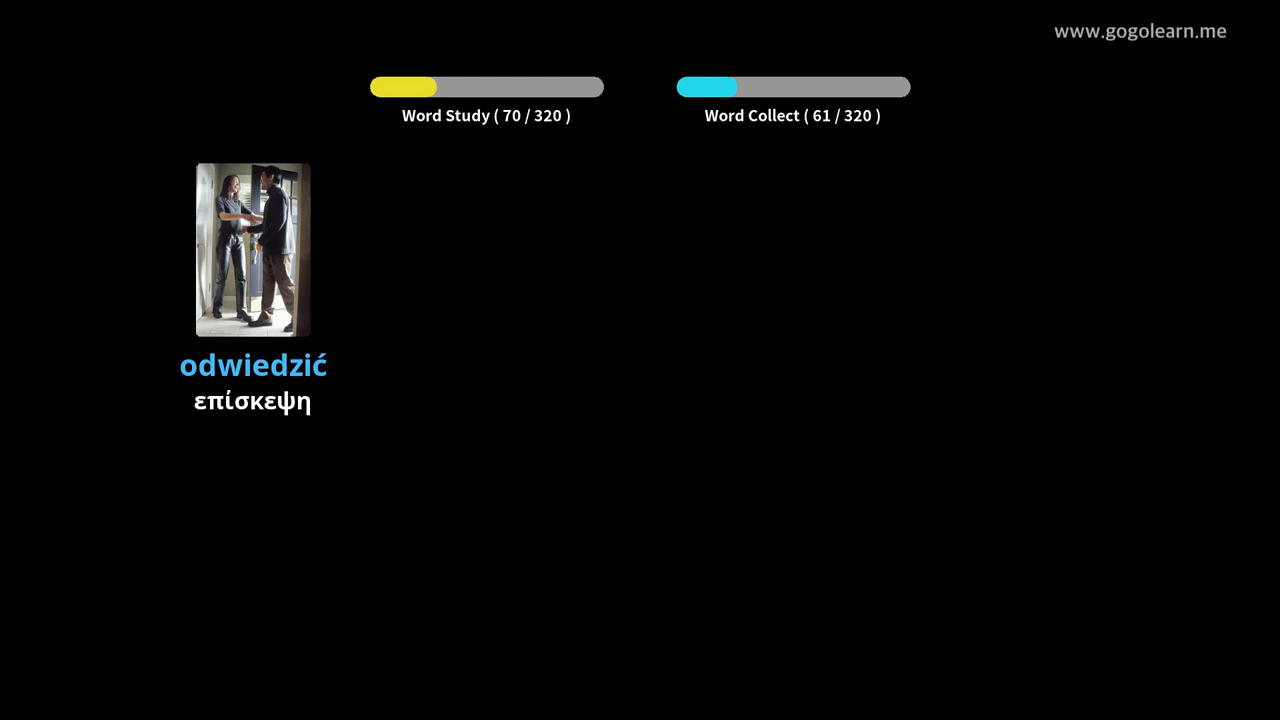 www.gogolearn.me
Word Study ( 70 / 320 )
Word Collect ( 61 / 320 )
odwiedzić
επίσκεψη